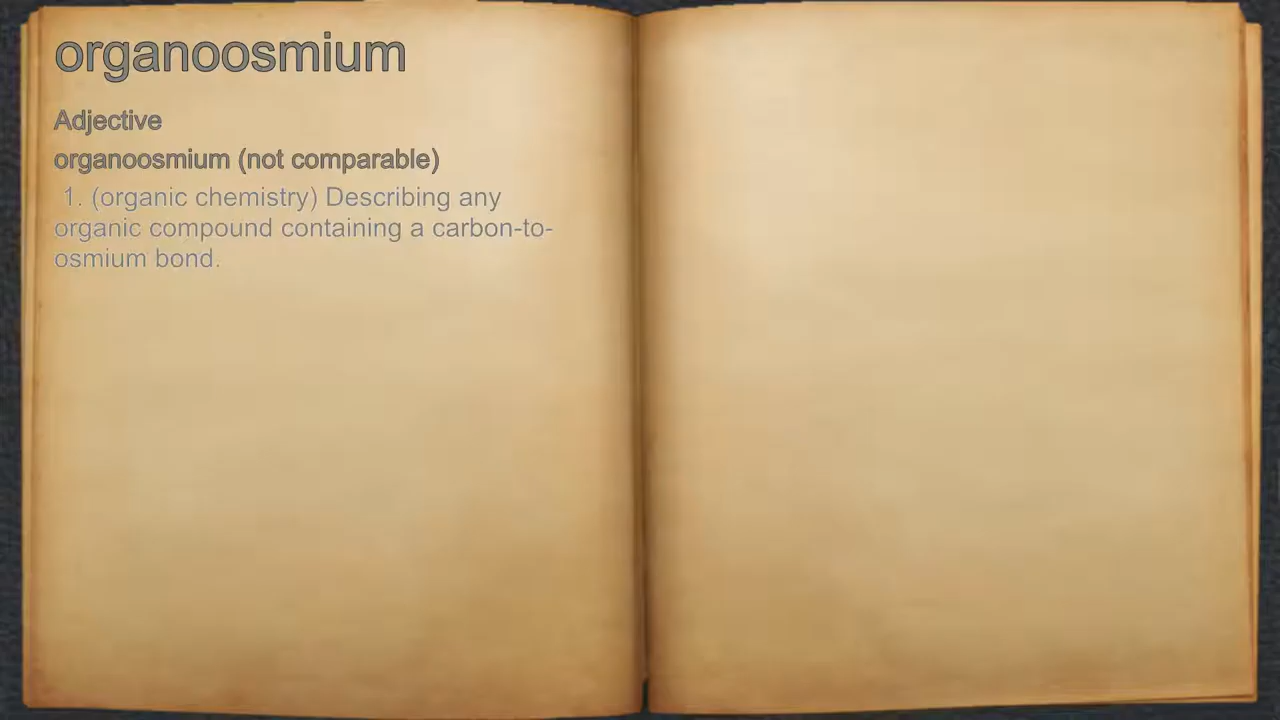 organoosmium
Adjective
organoosmium (not comparable)
1. (organic chemistry) Describing any
organic compound containing a carbon-to-
osmium bond.